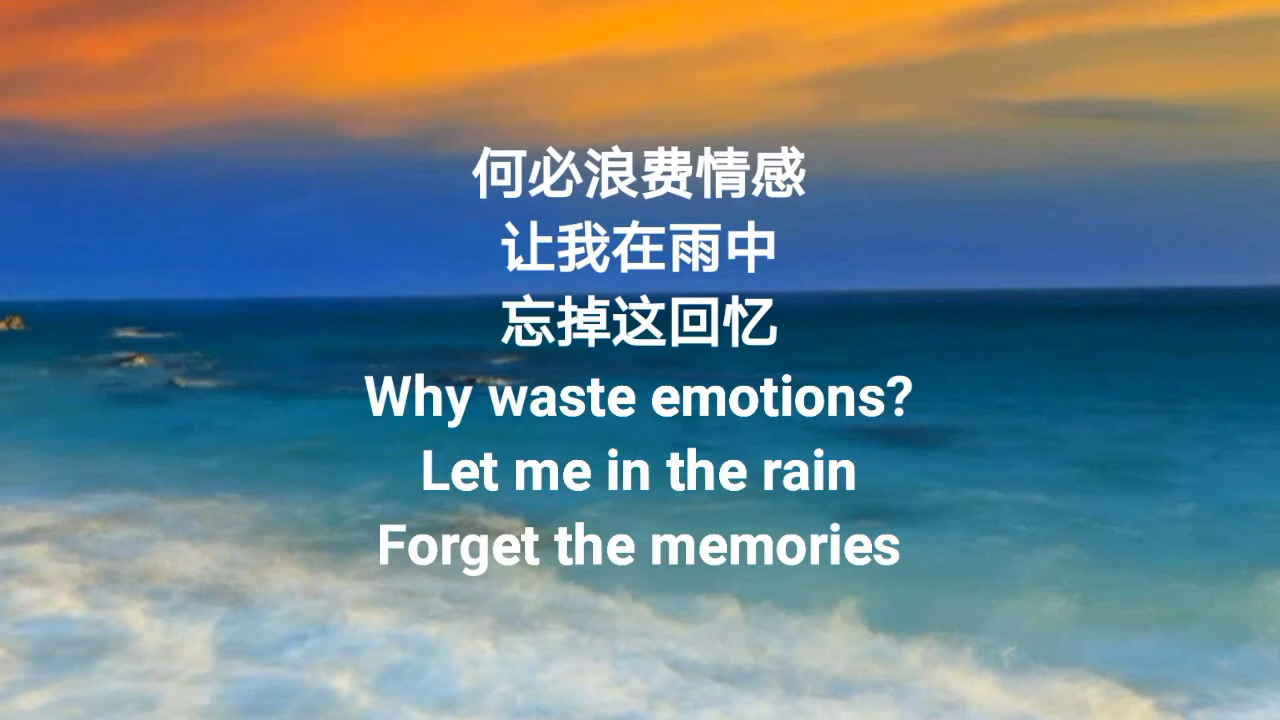 何必浪费情感
让我在雨中
忘掉这回忆
Why waste emotions?
Let me in the rain
Forget the memories